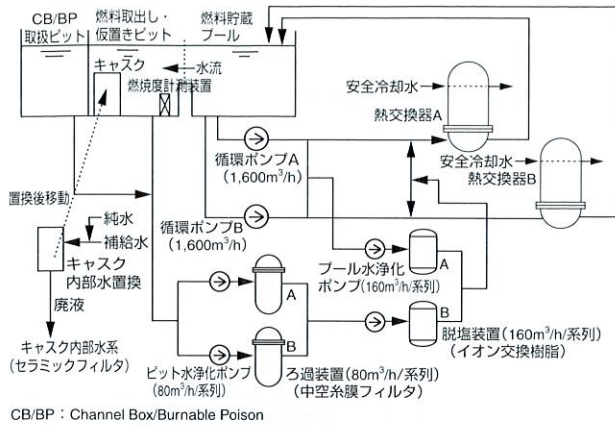 CB/BP
取扱ピット
燃料取出し・
仮置きピット
燃料貯蔵
プール
キャスク
水流
燃焼度計測装置
安全冷却水
熱交換器A
安全冷却水
熱交換器B
循環ポンプA
(1,600m³/h)
置換後移動
純水
補給水
循環ポンプB
(1,600m³/h)
キャスク
内部水置換
プール水浄化
ポンプ(160m³/h/系列)
A
廃液
A
B
B
脱塩装置(160m³/h/系列)
(イオン交換樹脂)
キャスク内部水系
(セラミックフィルタ)
ピット水浄化ポンプ
(80m³/h/系列)
ろ過装置(80m³/h/系列)
(中空糸膜フィルタ)
CB/BP：Channel Box/Burnable Poison